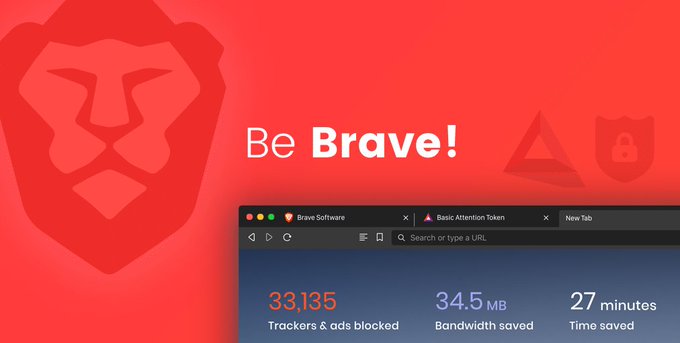 Be Brave!
Brave Software
Basic Attention Token
New Tab
Search or type a URL
33,135
34.5 MB
27 minutes
Trackers & ads blocked
Bandwidth saved
Time saved